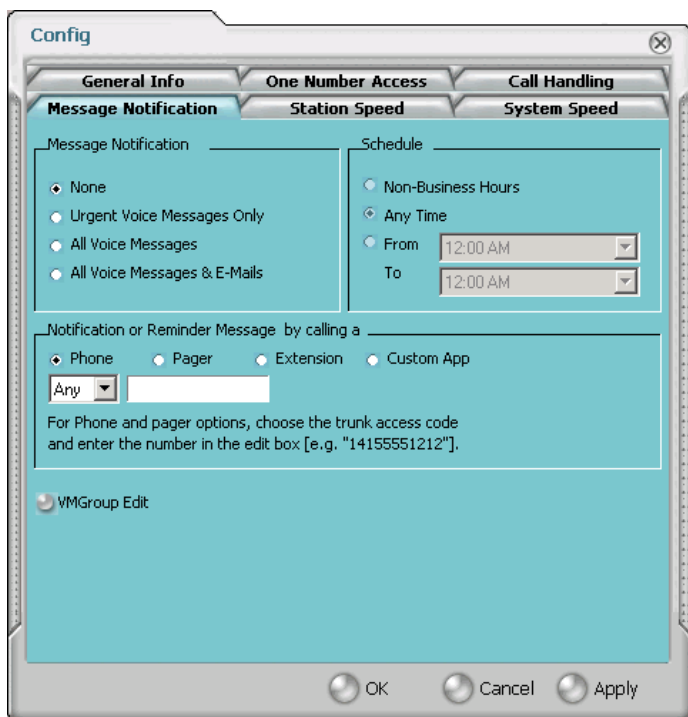 Config
General Info One Number Access Call Handling
Message Notification Station Speed System Speed
Message Notification
None
Urgent Voice Messages Only
All Voice Messages
All Voice Messages & E-Mails
Schedule
Non-Business Hours
Any Time
From 12:00 AM
To 12:00 AM
Notification or Reminder Message by calling a
Phone Pager Extension Custom App
Any
For Phone and pager options, choose the trunk access code
and enter the number in the edit box [e.g. "14155551212"].
VMGroup Edit
OK Cancel Apply